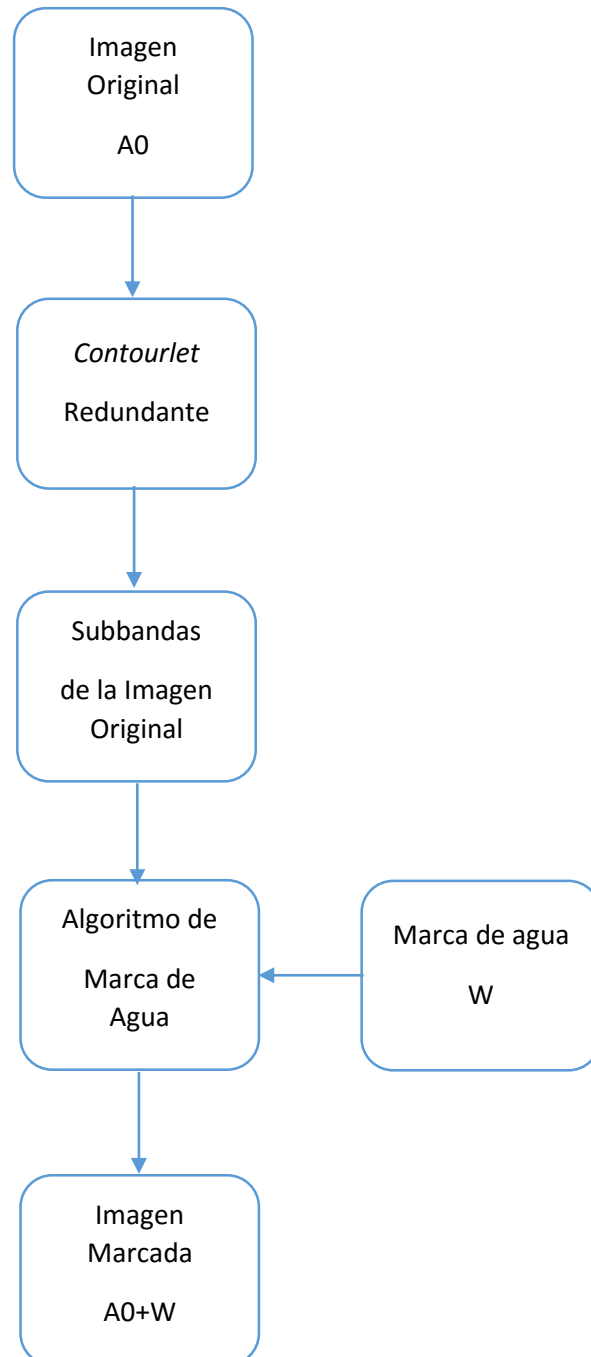 Imagen
Original
A0
Contourlet
Redundante
Subbandas
de la Imagen
Original
Algoritmo de
Marca de
Agua
Marca de agua
W
Imagen
Marcada
A0+W